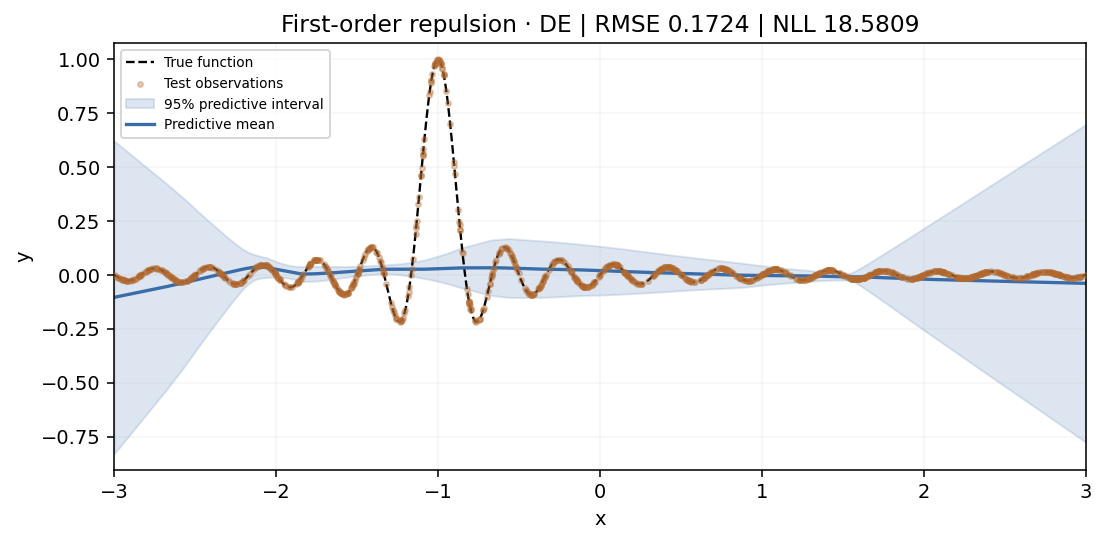 First-order repulsion · DE | RMSE 0.1724 | NLL 18.5809
True function
Test observations
95% predictive interval
Predictive mean
1.00
0.75
0.50
0.25
0.00
−0.25
−0.50
−0.75
y
−3
−2
−1
0
1
2
3
x